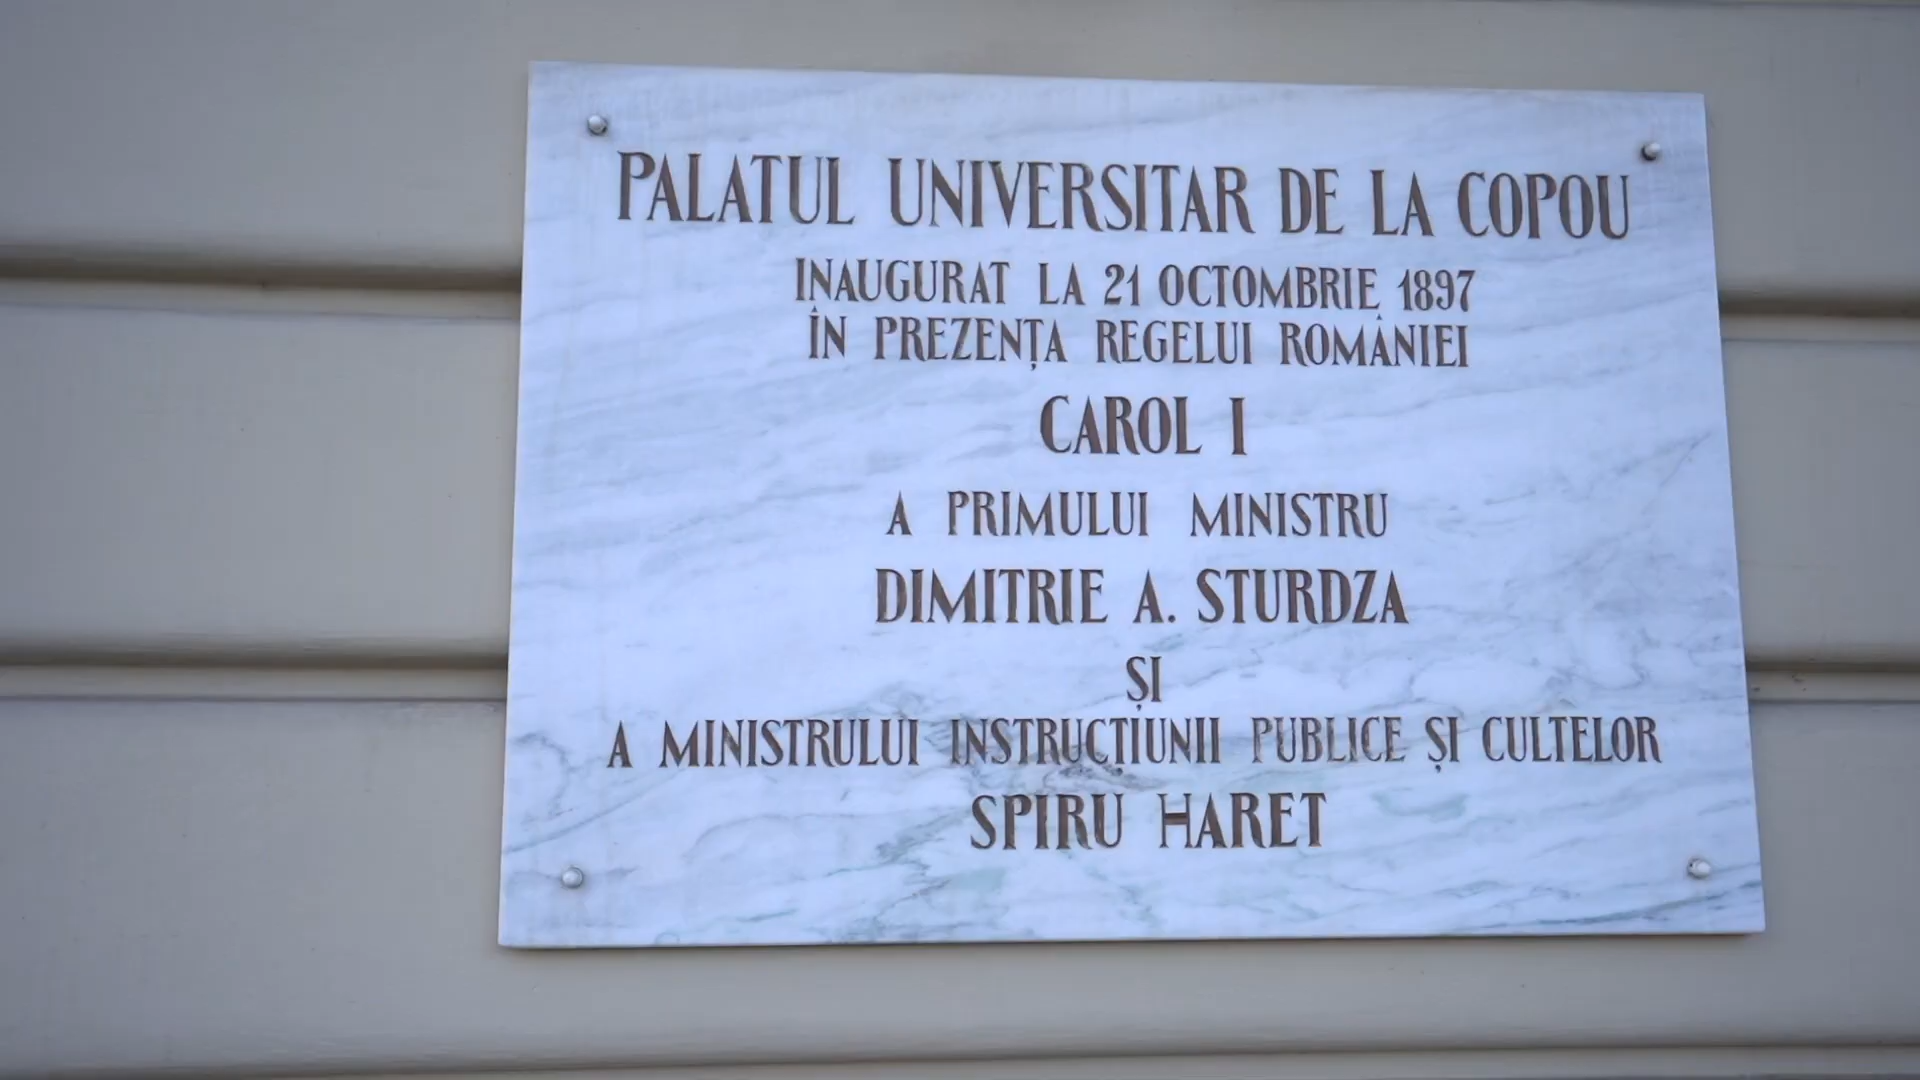 PALATUL UNIVERSITAR DE LA COPOU
INAUGURAT LA 21 OCTOMBRIE 1897
ÎN PREZENȚA REGELUI ROMÂNIEI
CAROL I
A PRIMULUI MINISTRU
DIMITRIE A. STURDZA
ȘI
A MINISTRULUI INSTRUCȚIUNII PUBLICE ȘI CULTELOR
SPIRU HARET